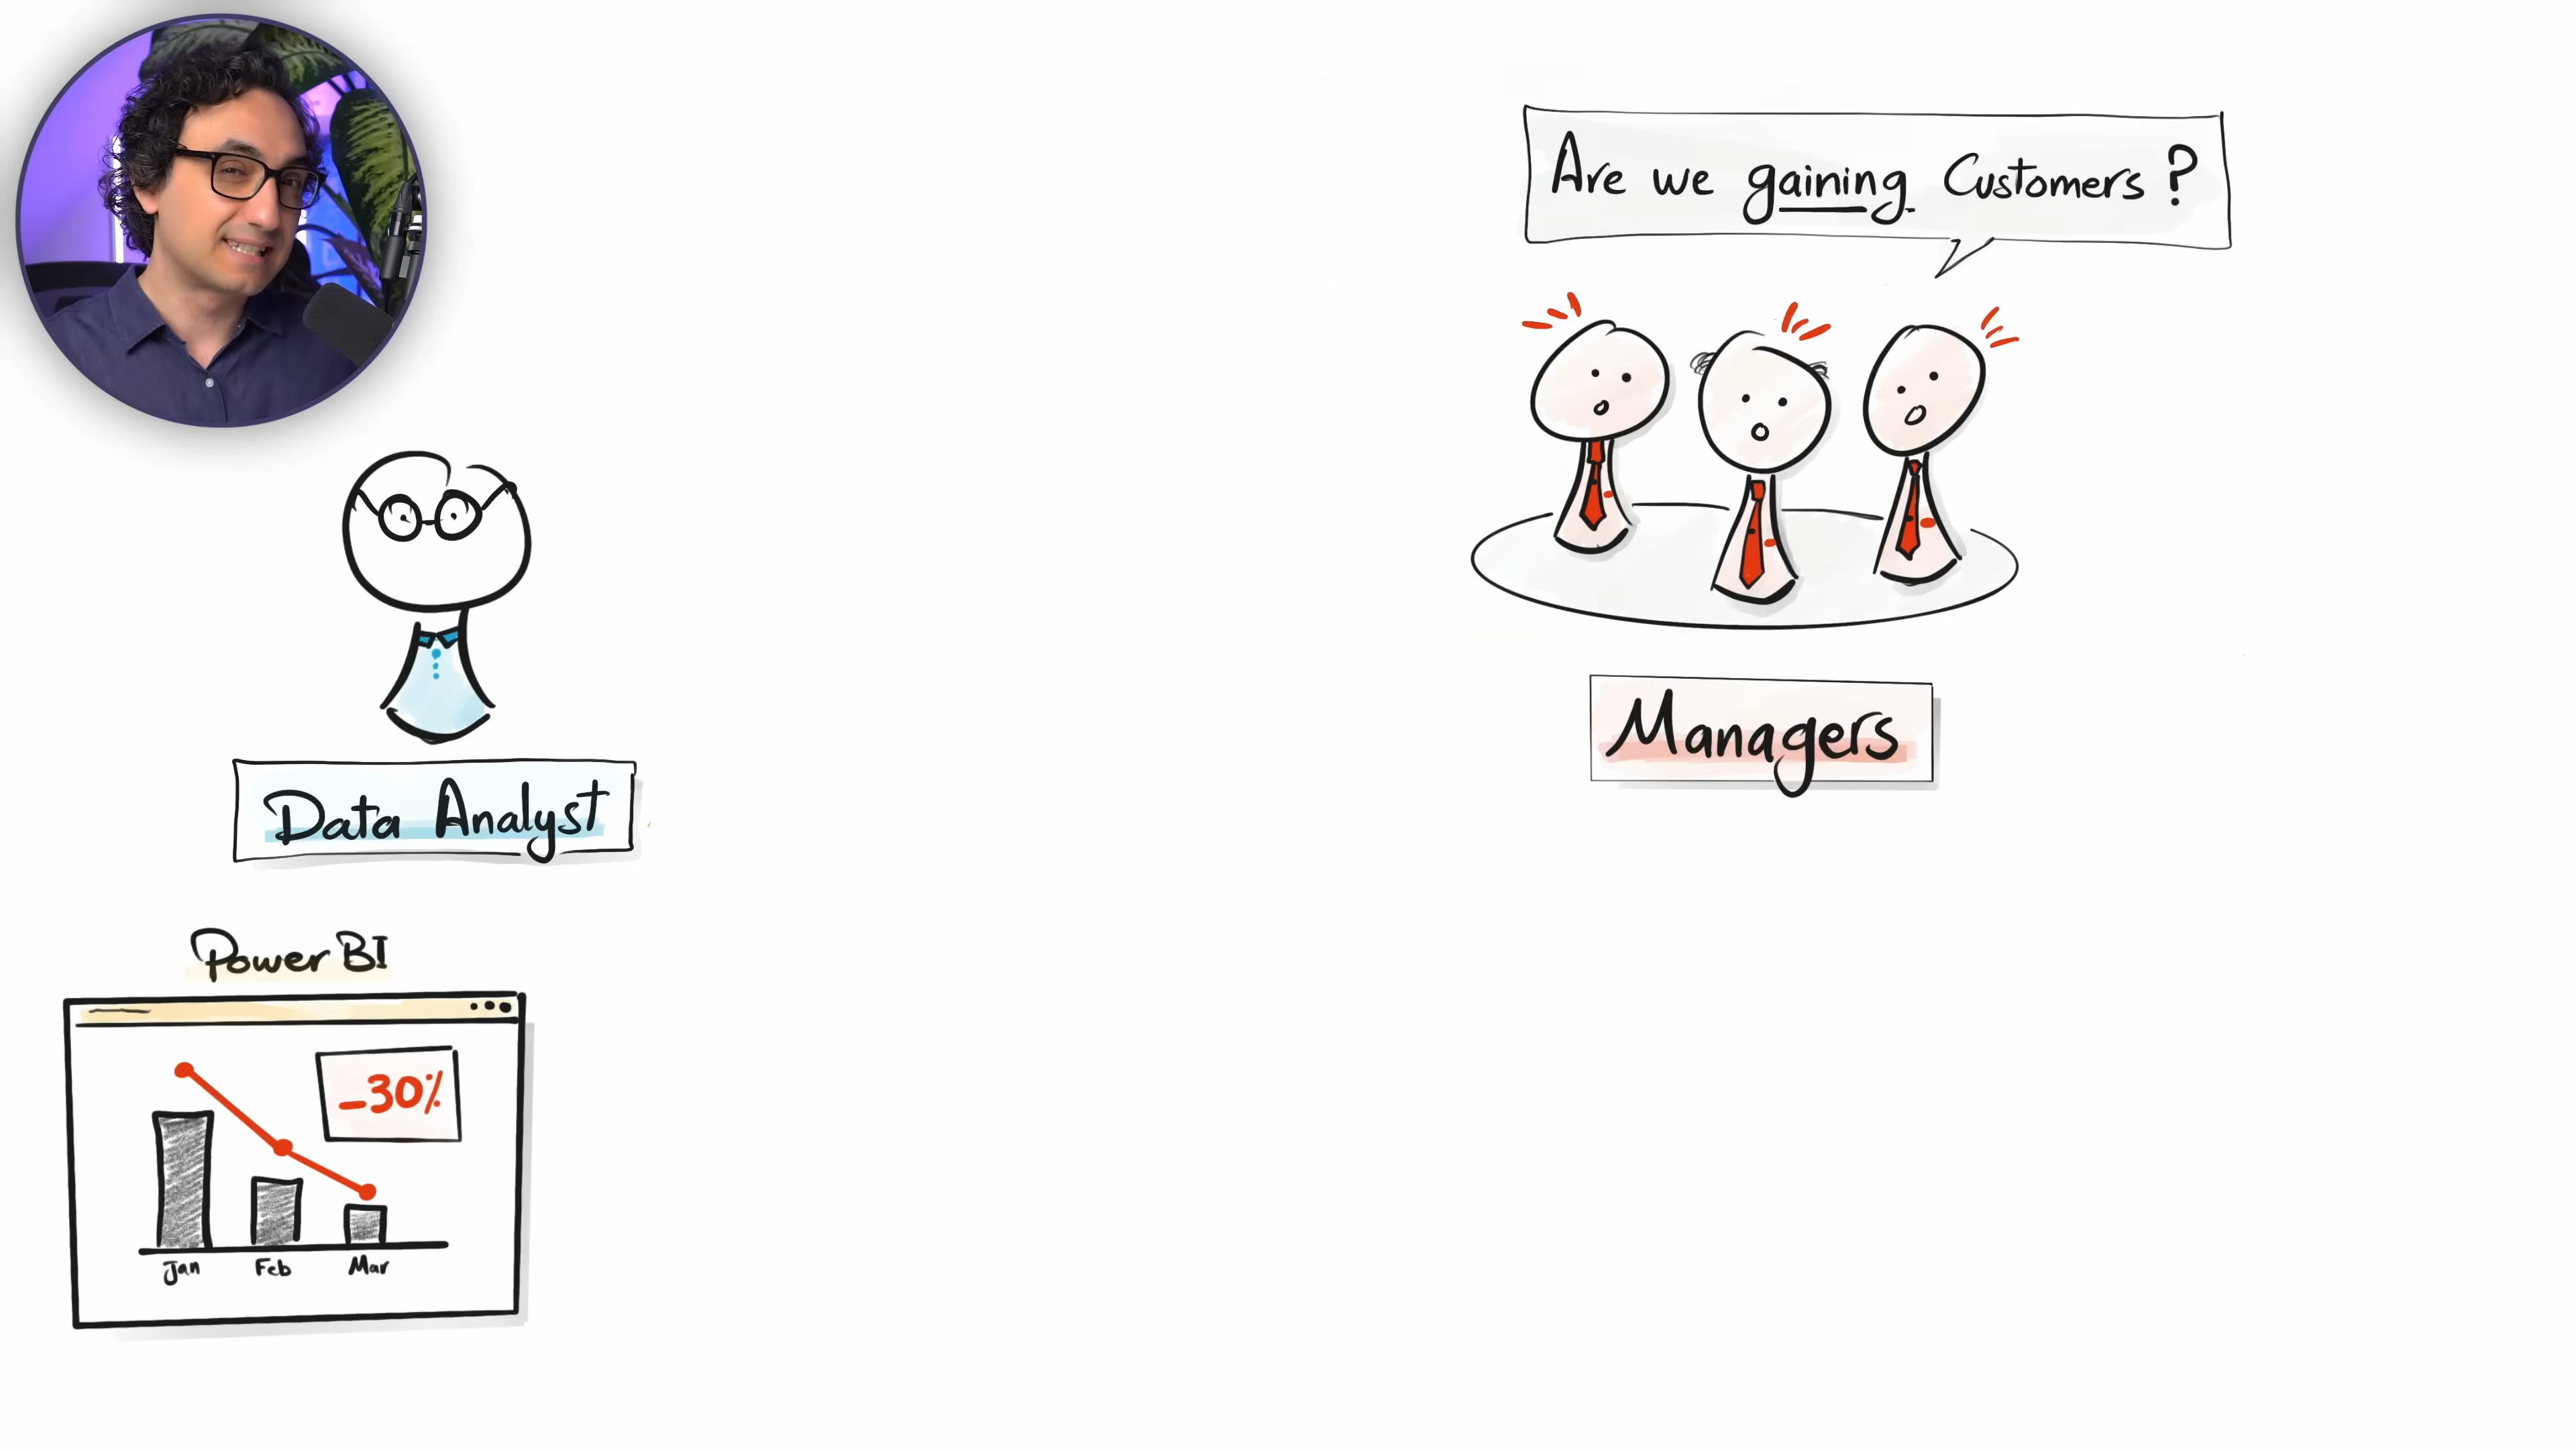 Are we gaining Customers?
Managers
Data Analyst
Power BI
-30%
Jan Feb Mar